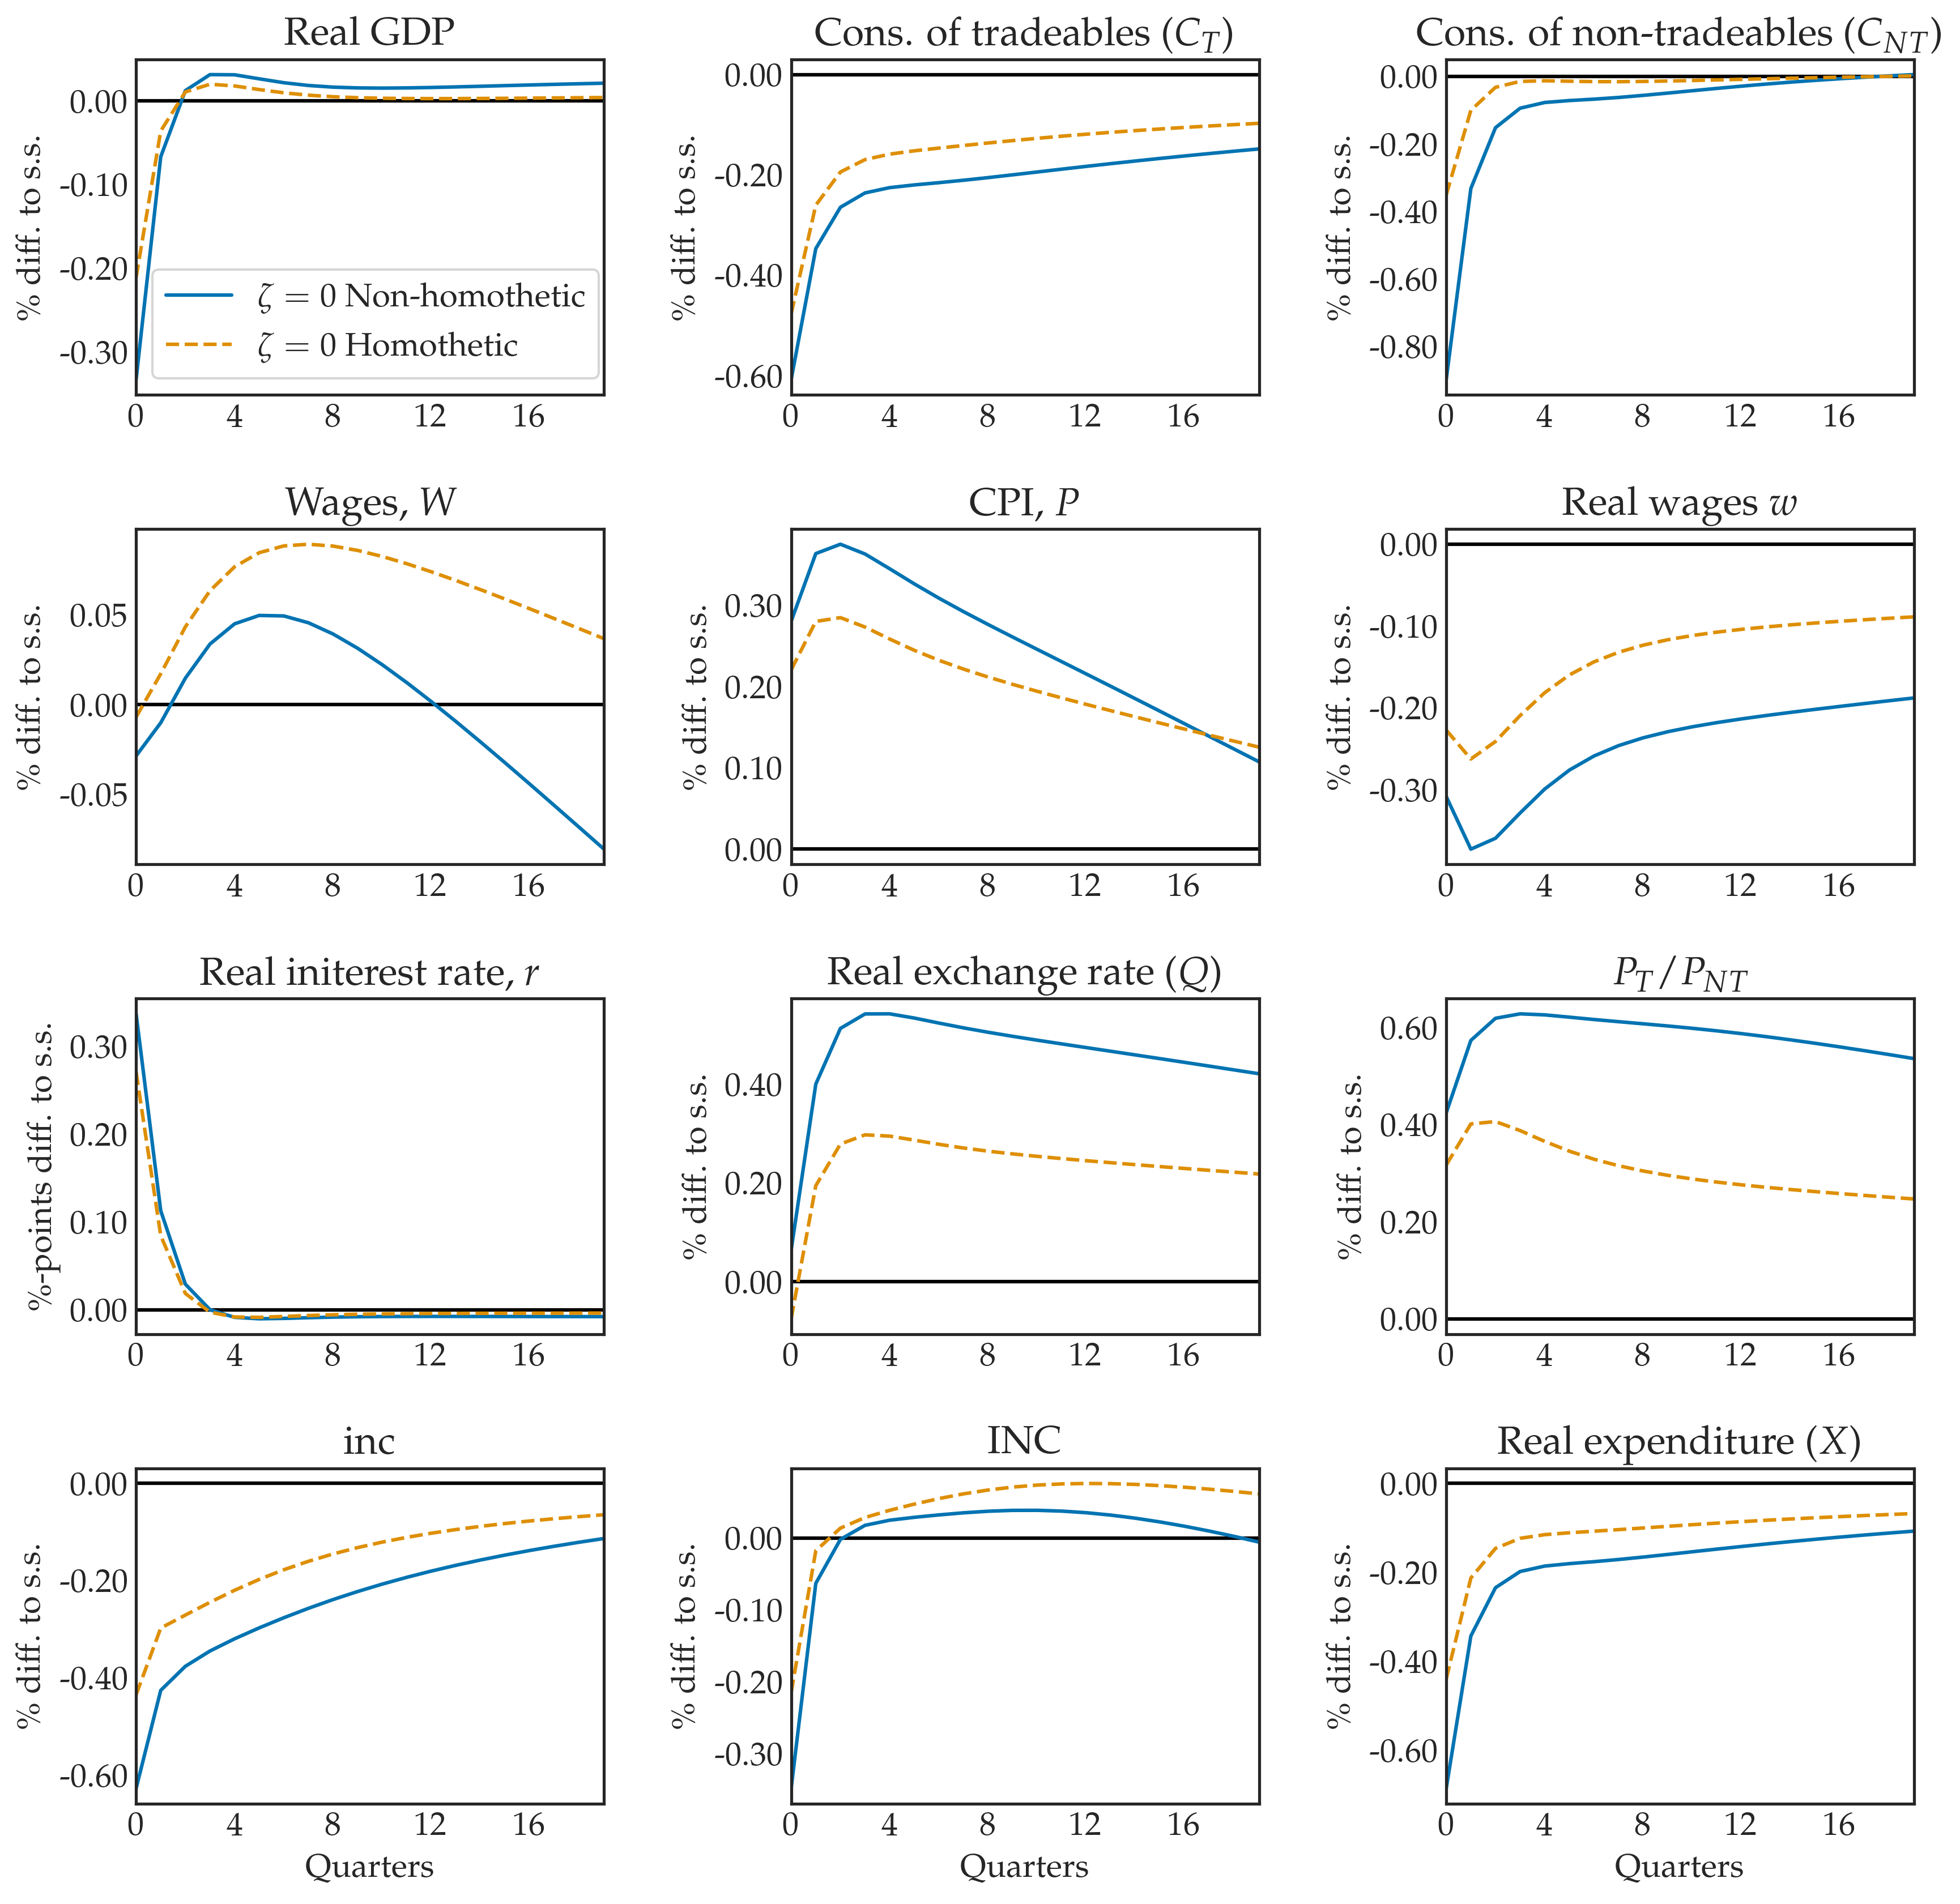 Real GDP
% diff. to s.s.
0.00
-0.10
-0.20
-0.30
ζ = 0 Non-homothetic
ζ = 0 Homothetic
0 4 8 12 16
Cons. of tradeables (C_T)
% diff. to s.s.
0.00
-0.20
-0.40
-0.60
0 4 8 12 16
Cons. of non-tradeables (C_NT)
% diff. to s.s.
0.00
-0.20
-0.40
-0.60
-0.80
0 4 8 12 16
Wages, W
% diff. to s.s.
0.05
0.00
-0.05
0 4 8 12 16
CPI, P
% diff. to s.s.
0.30
0.20
0.10
0.00
0 4 8 12 16
Real wages w
% diff. to s.s.
0.00
-0.10
-0.20
-0.30
0 4 8 12 16
Real initerest rate, r
%-points diff. to s.s.
0.30
0.20
0.10
0.00
0 4 8 12 16
Real exchange rate (Q)
% diff. to s.s.
0.40
0.20
0.00
0 4 8 12 16
P_T / P_NT
% diff. to s.s.
0.60
0.40
0.20
0.00
0 4 8 12 16
inc
% diff. to s.s.
0.00
-0.20
-0.40
-0.60
0 4 8 12 16
Quarters
INC
% diff. to s.s.
0.00
-0.10
-0.20
-0.30
0 4 8 12 16
Quarters
Real expenditure (X)
% diff. to s.s.
0.00
-0.20
-0.40
-0.60
0 4 8 12 16
Quarters